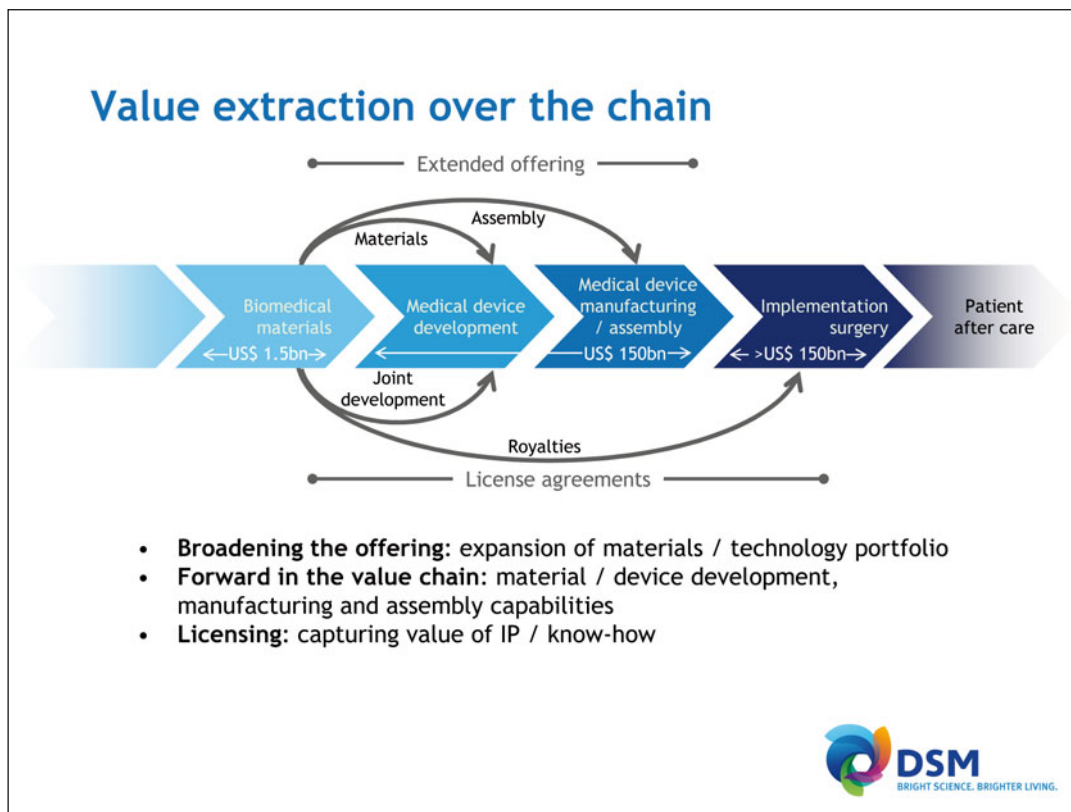 Value extraction over the chain
Extended offering
Assembly
Materials
Biomedical
materials
US$ 1.5bn
Medical device
development
Medical device
manufacturing
/ assembly
US$ 150bn
Implementation
surgery
>US$ 150bn
Patient
after care
Joint
development
Royalties
License agreements
• Broadening the offering: expansion of materials / technology portfolio
• Forward in the value chain: material / device development,
manufacturing and assembly capabilities
• Licensing: capturing value of IP / know-how
DSM
BRIGHT SCIENCE. BRIGHTER LIVING.